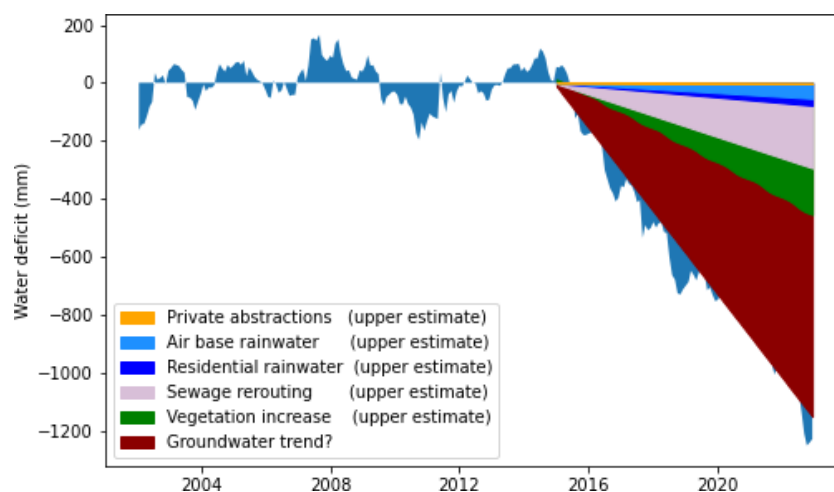 200
0
−200
−400
−600
−800
−1000
−1200
Water deficit (mm)
Private abstractions (upper estimate)
Air base rainwater (upper estimate)
Residential rainwater (upper estimate)
Sewage rerouting (upper estimate)
Vegetation increase (upper estimate)
Groundwater trend?
2004 2008 2012 2016 2020